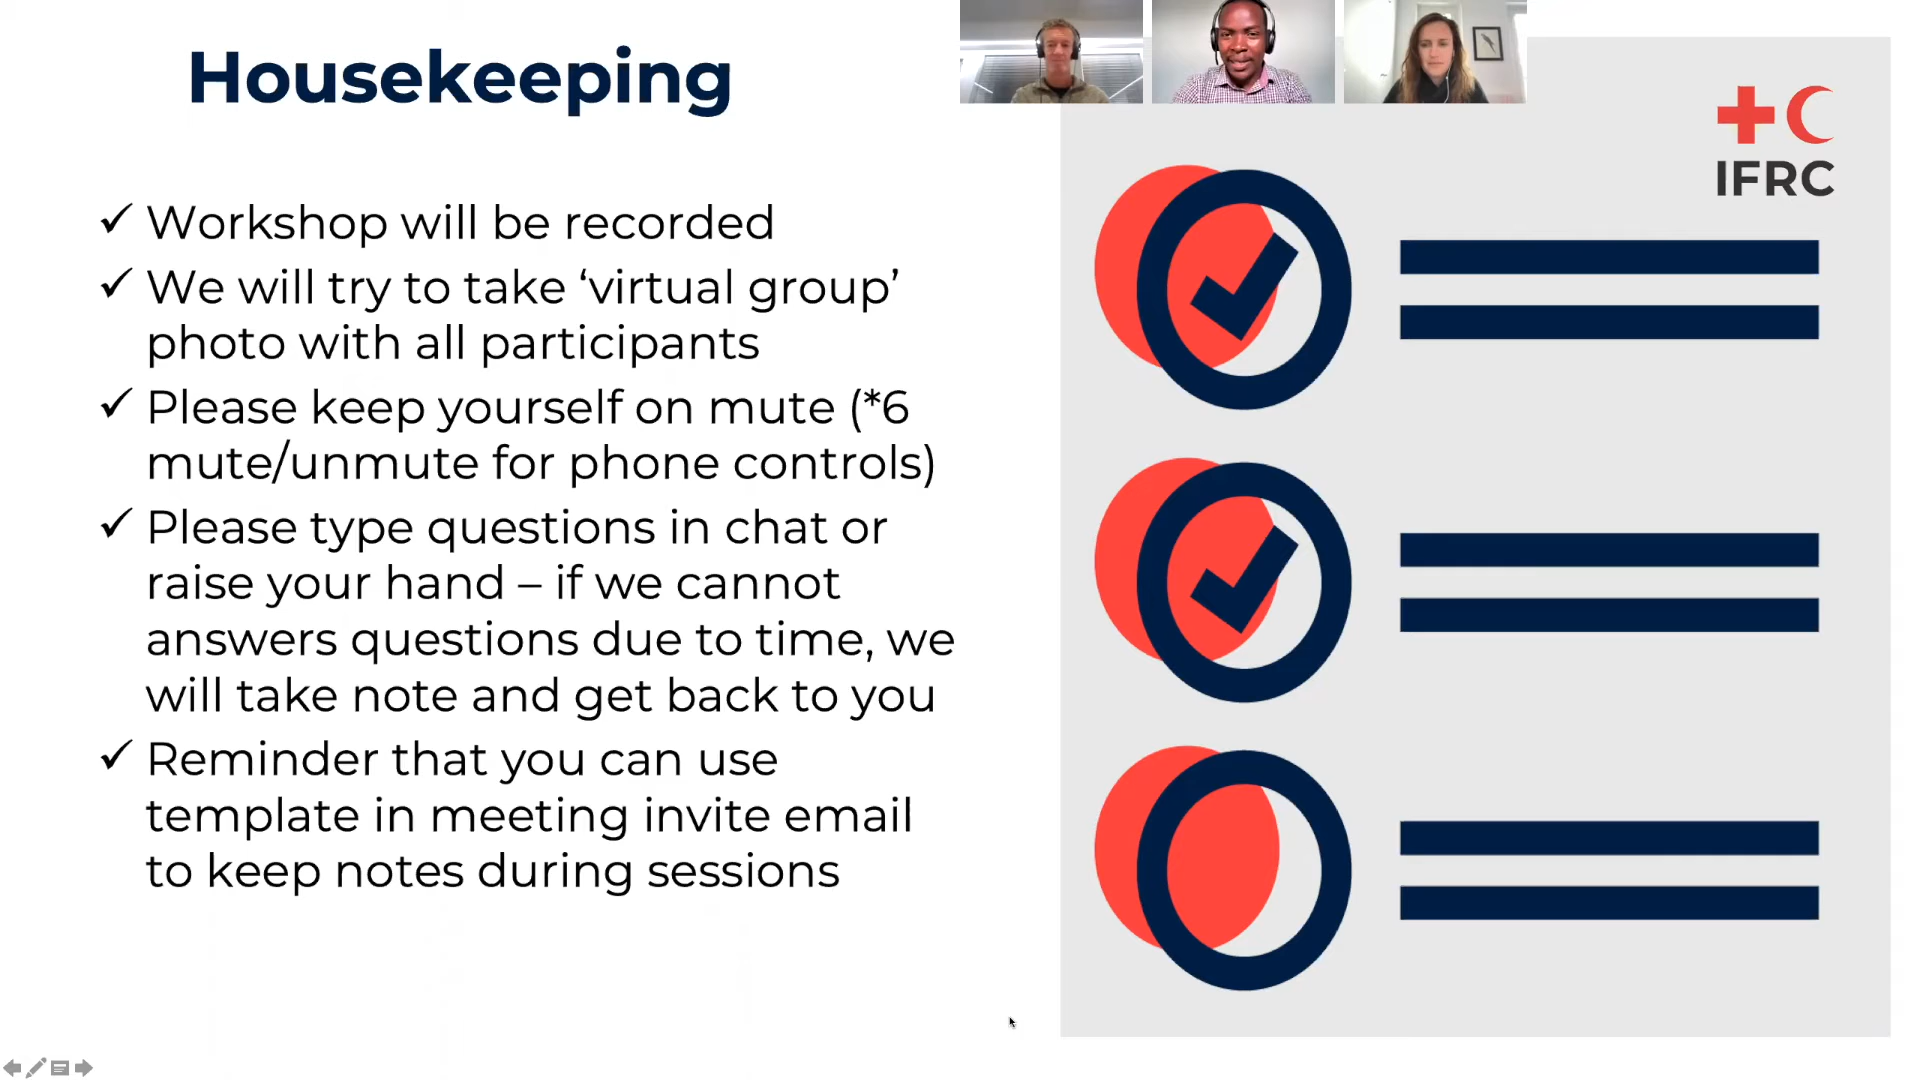 Housekeeping
IFRC
✓ Workshop will be recorded
✓ We will try to take ‘virtual group’
photo with all participants
✓ Please keep yourself on mute (*6
mute/unmute for phone controls)
✓ Please type questions in chat or
raise your hand – if we cannot
answers questions due to time, we
will take note and get back to you
✓ Reminder that you can use
template in meeting invite email
to keep notes during sessions